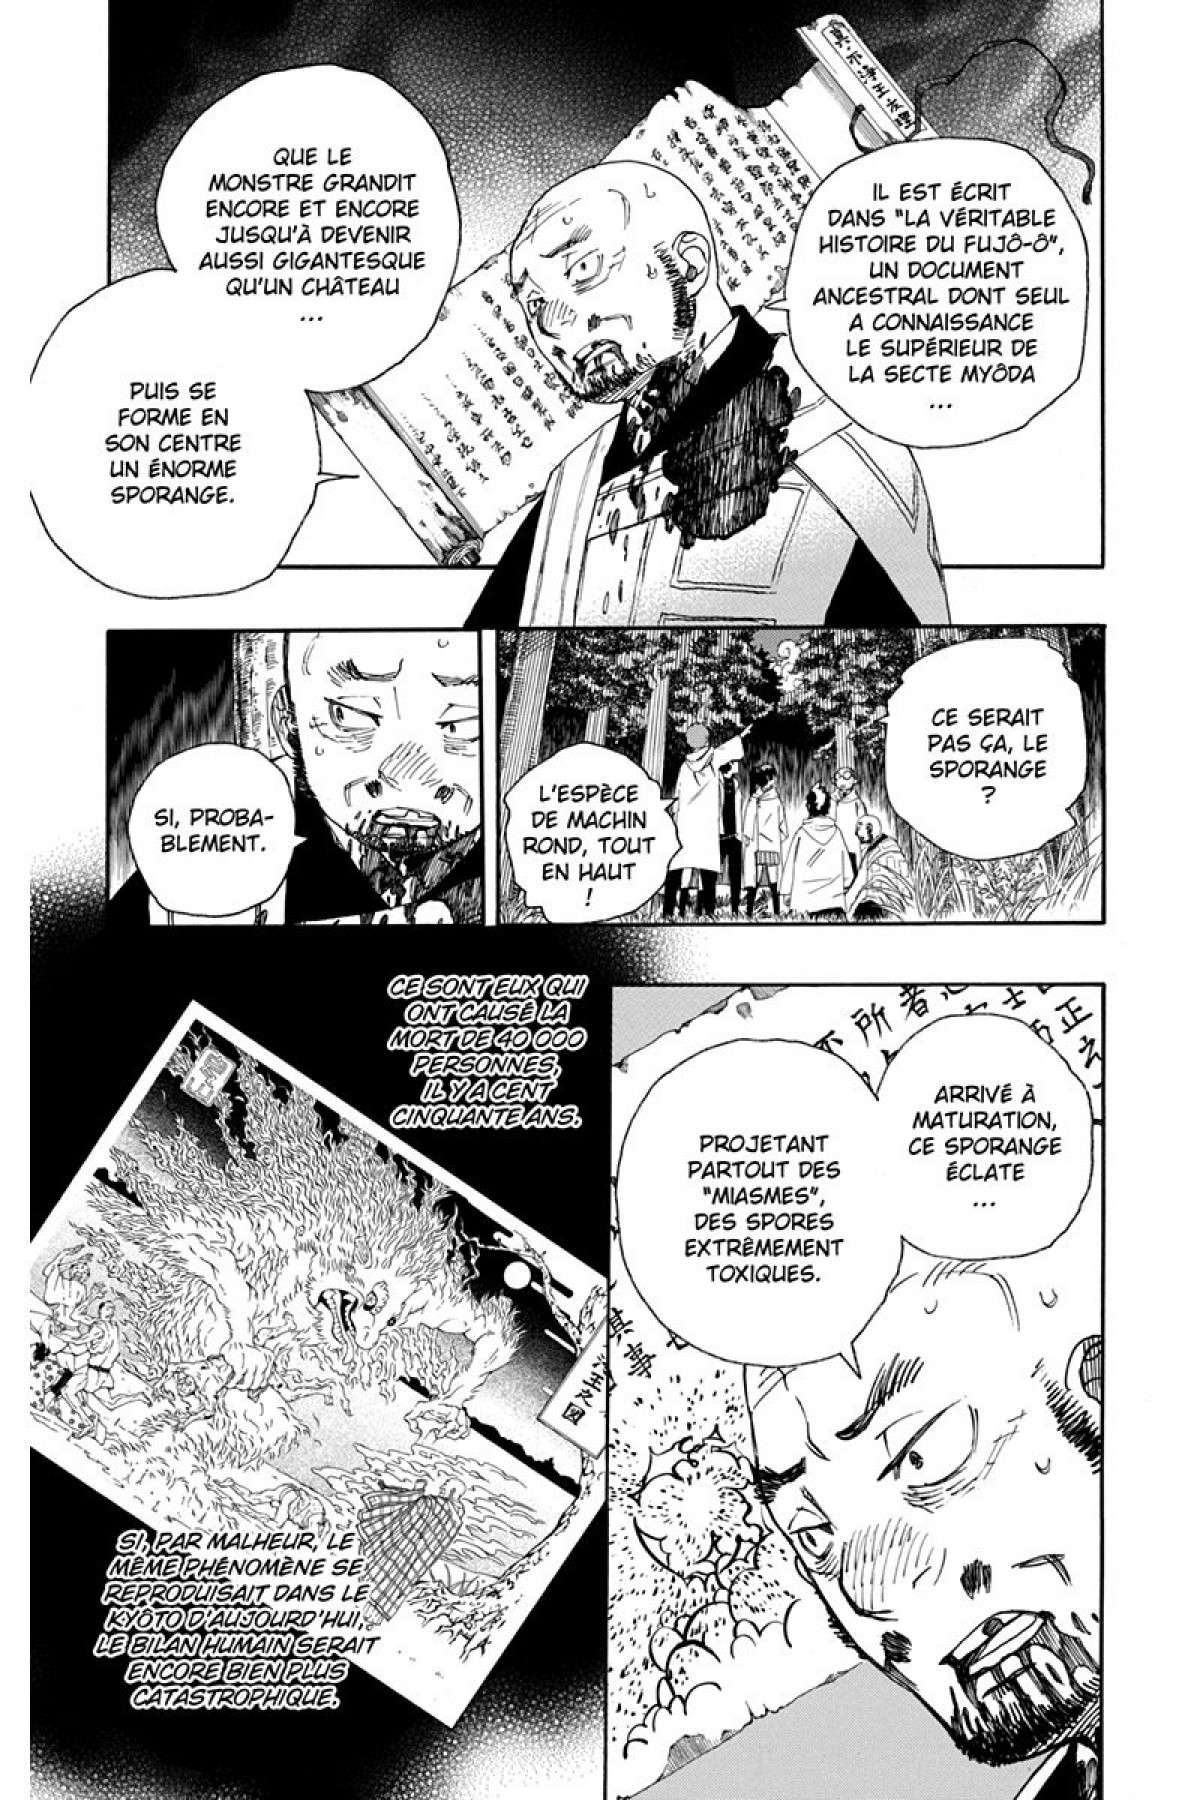 IL EST ÉCRIT
DANS "LA VÉRITABLE
HISTOIRE DU FUJÔ-Ô",
UN DOCUMENT
ANCESTRAL DONT SEUL
A CONNAISSANCE
LE SUPÉRIEUR DE
LA SECTE MYÔDA
...
QUE LE
MONSTRE GRANDIT
ENCORE ET ENCORE
JUSQU'À DEVENIR
AUSSI GIGANTESQUE
QU'UN CHÂTEAU
...
PUIS SE
FORME EN
SON CENTRE
UN ÉNORME
SPORANGE.
CE SERAIT
PAS ÇA, LE
SPORANGE
?
L'ESPÈCE
DE MACHIN
ROND, TOUT
EN HAUT
!
SI, PROBA-
BLEMENT.
ARRIVÉ À
MATURATION,
CE SPORANGE
ÉCLATE
...
PROJETANT
PARTOUT DES
"MIASMES",
DES SPORES
EXTRÊMEMENT
TOXIQUES.
CE SONT EUX QUI
ONT CAUSÉ LA
MORT DE 40 000
PERSONNES,
IL Y A CENT
CINQUANTE ANS.
SI, PAR MALHEUR, LE
MÊME PHÉNOMÈNE SE
REPRODUISAIT DANS LE
KYÔTO D'AUJOURD'HUI,
LE BILAN HUMAIN SERAIT
ENCORE BIEN PLUS
CATASTROPHIQUE.